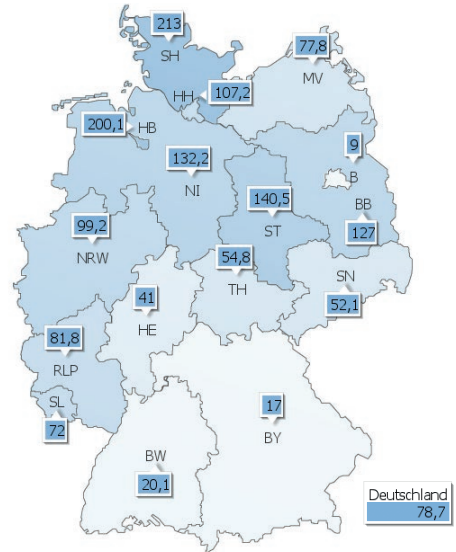 213
SH
77,8
MV
HH
107,2
200,1
HB
132,2
NI
9
B
BB
127
140,5
ST
99,2
NRW
54,8
TH
SN
52,1
41
HE
81,8
RLP
SL
72
17
BY
BW
20,1
Deutschland
78,7